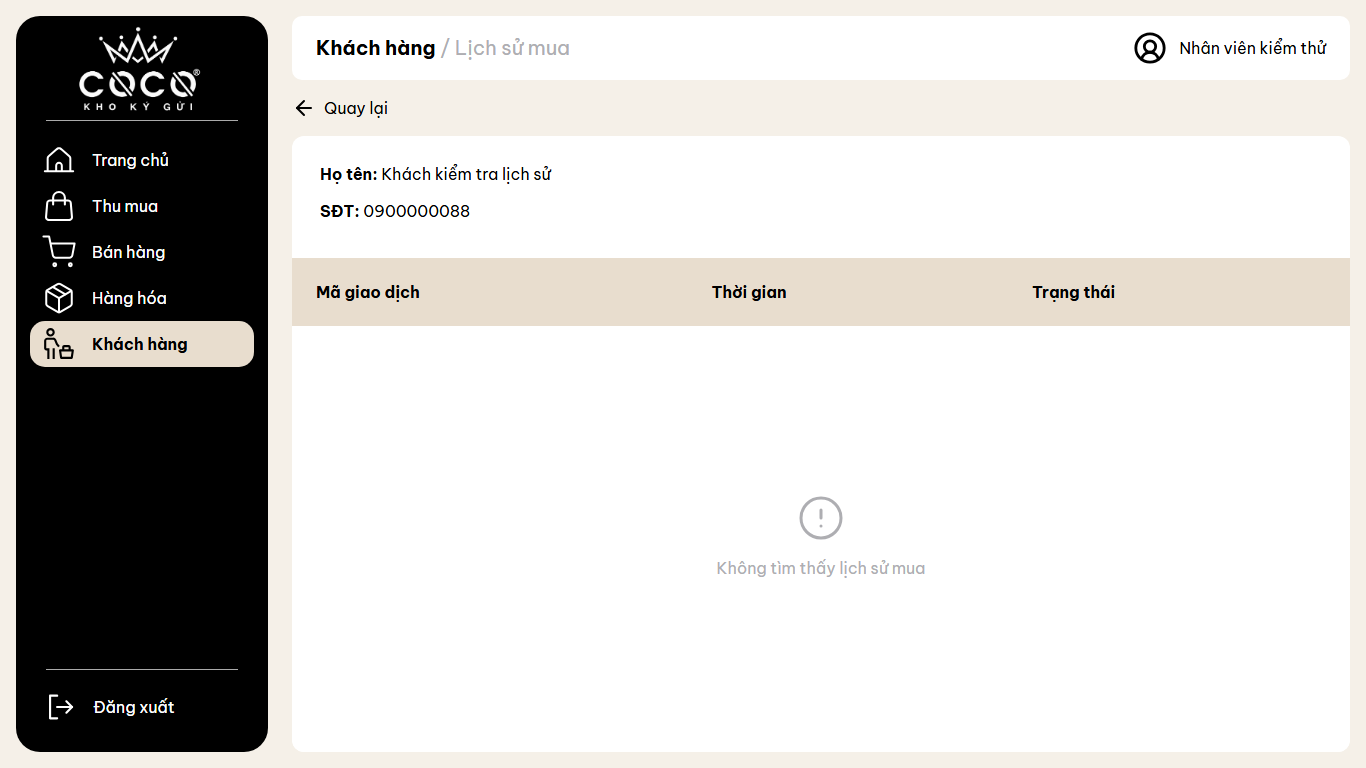 COCO®
KHO KÝ GỬI
Trang chủ
Thu mua
Bán hàng
Hàng hóa
Khách hàng
Đăng xuất
Khách hàng / Lịch sử mua
Nhân viên kiểm thử
Quay lại
Họ tên: Khách kiểm tra lịch sử
SĐT: 0900000088
Mã giao dịch Thời gian Trạng thái
Không tìm thấy lịch sử mua